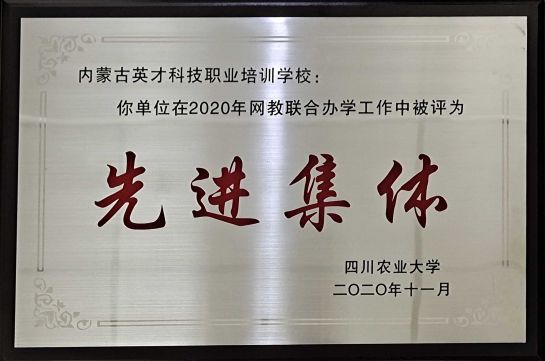 内蒙古英才科技职业培训学校：
你单位在2020年网教联合办学工作中被评为
先进集体
四川农业大学
二〇二〇年十一月